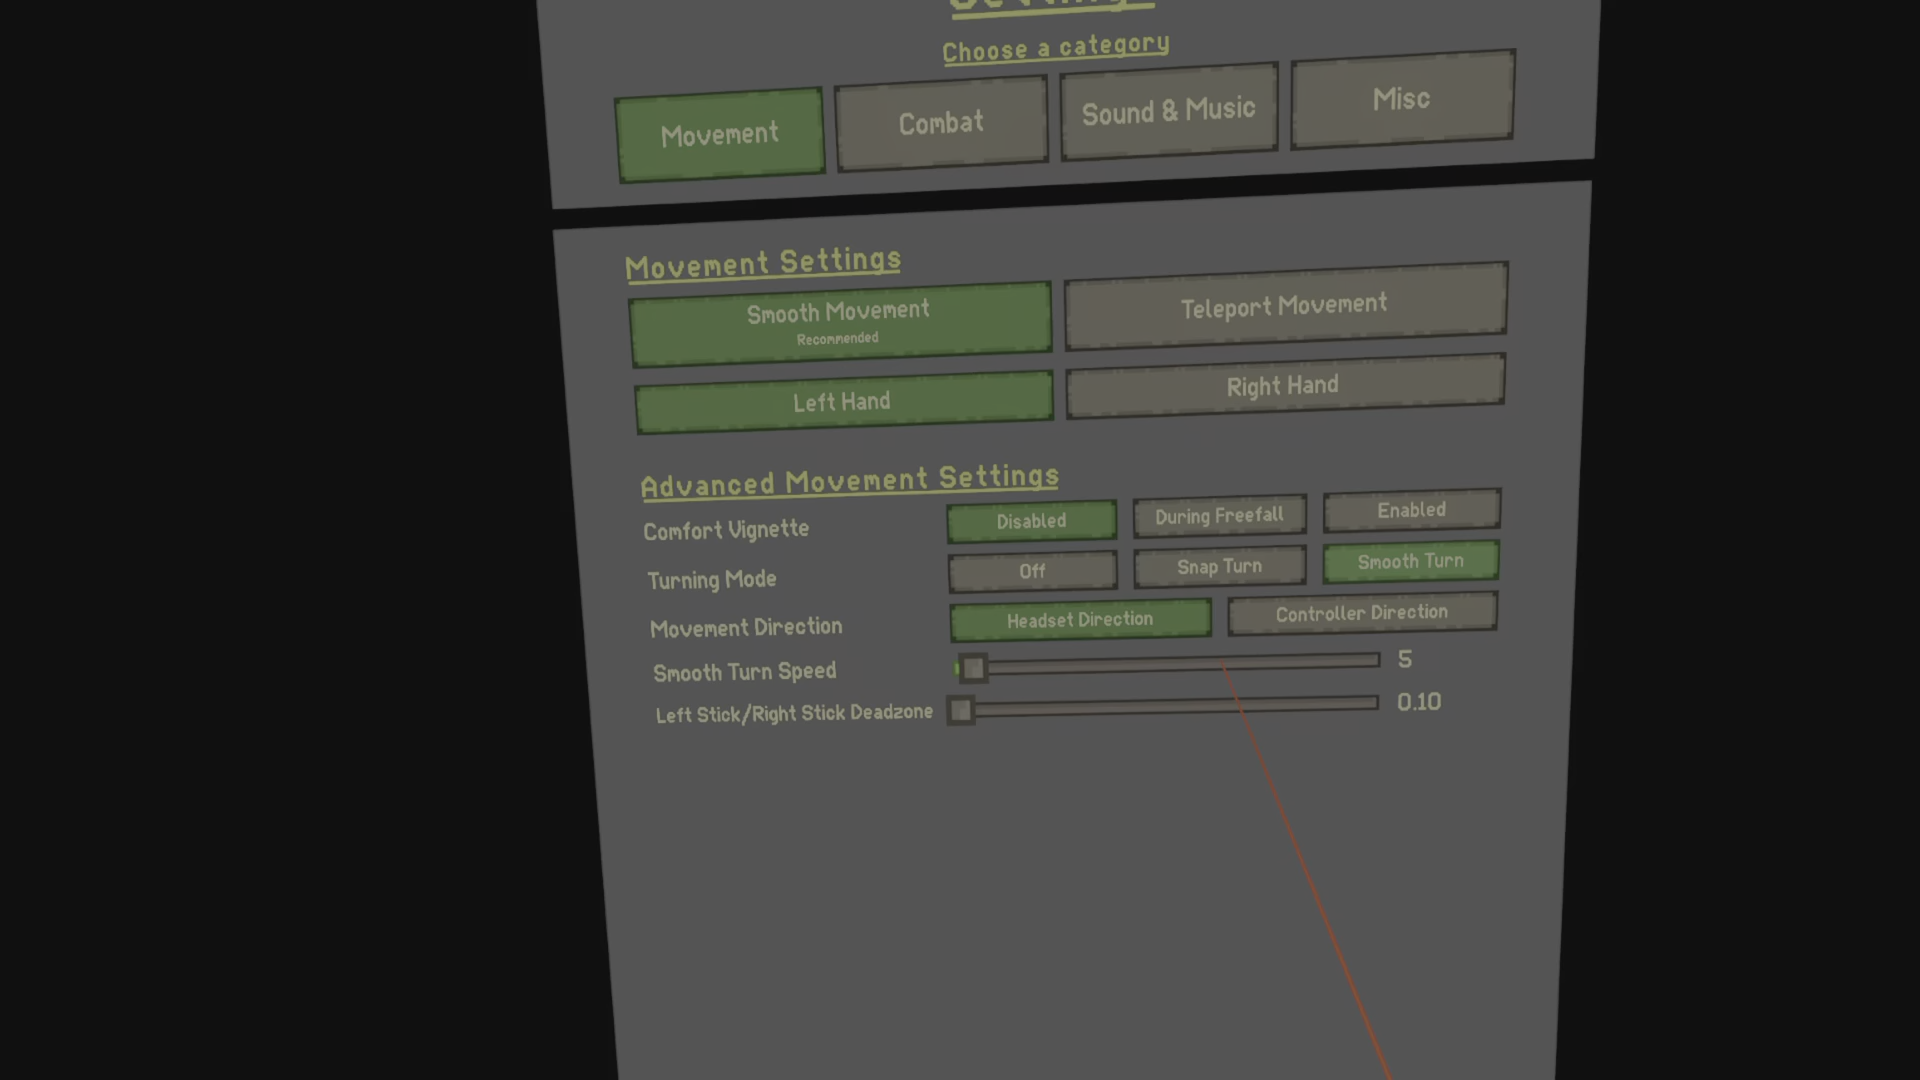 Settings
Choose a category
Movement
Combat
Sound & Music
Misc
Movement Settings
Smooth Movement
Recommended
Teleport Movement
Left Hand
Right Hand
Advanced Movement Settings
Comfort Vignette
Disabled
During Freefall
Enabled
Turning Mode
Off
Snap Turn
Smooth Turn
Movement Direction
Headset Direction
Controller Direction
Smooth Turn Speed
5
Left Stick/Right Stick Deadzone
0.10